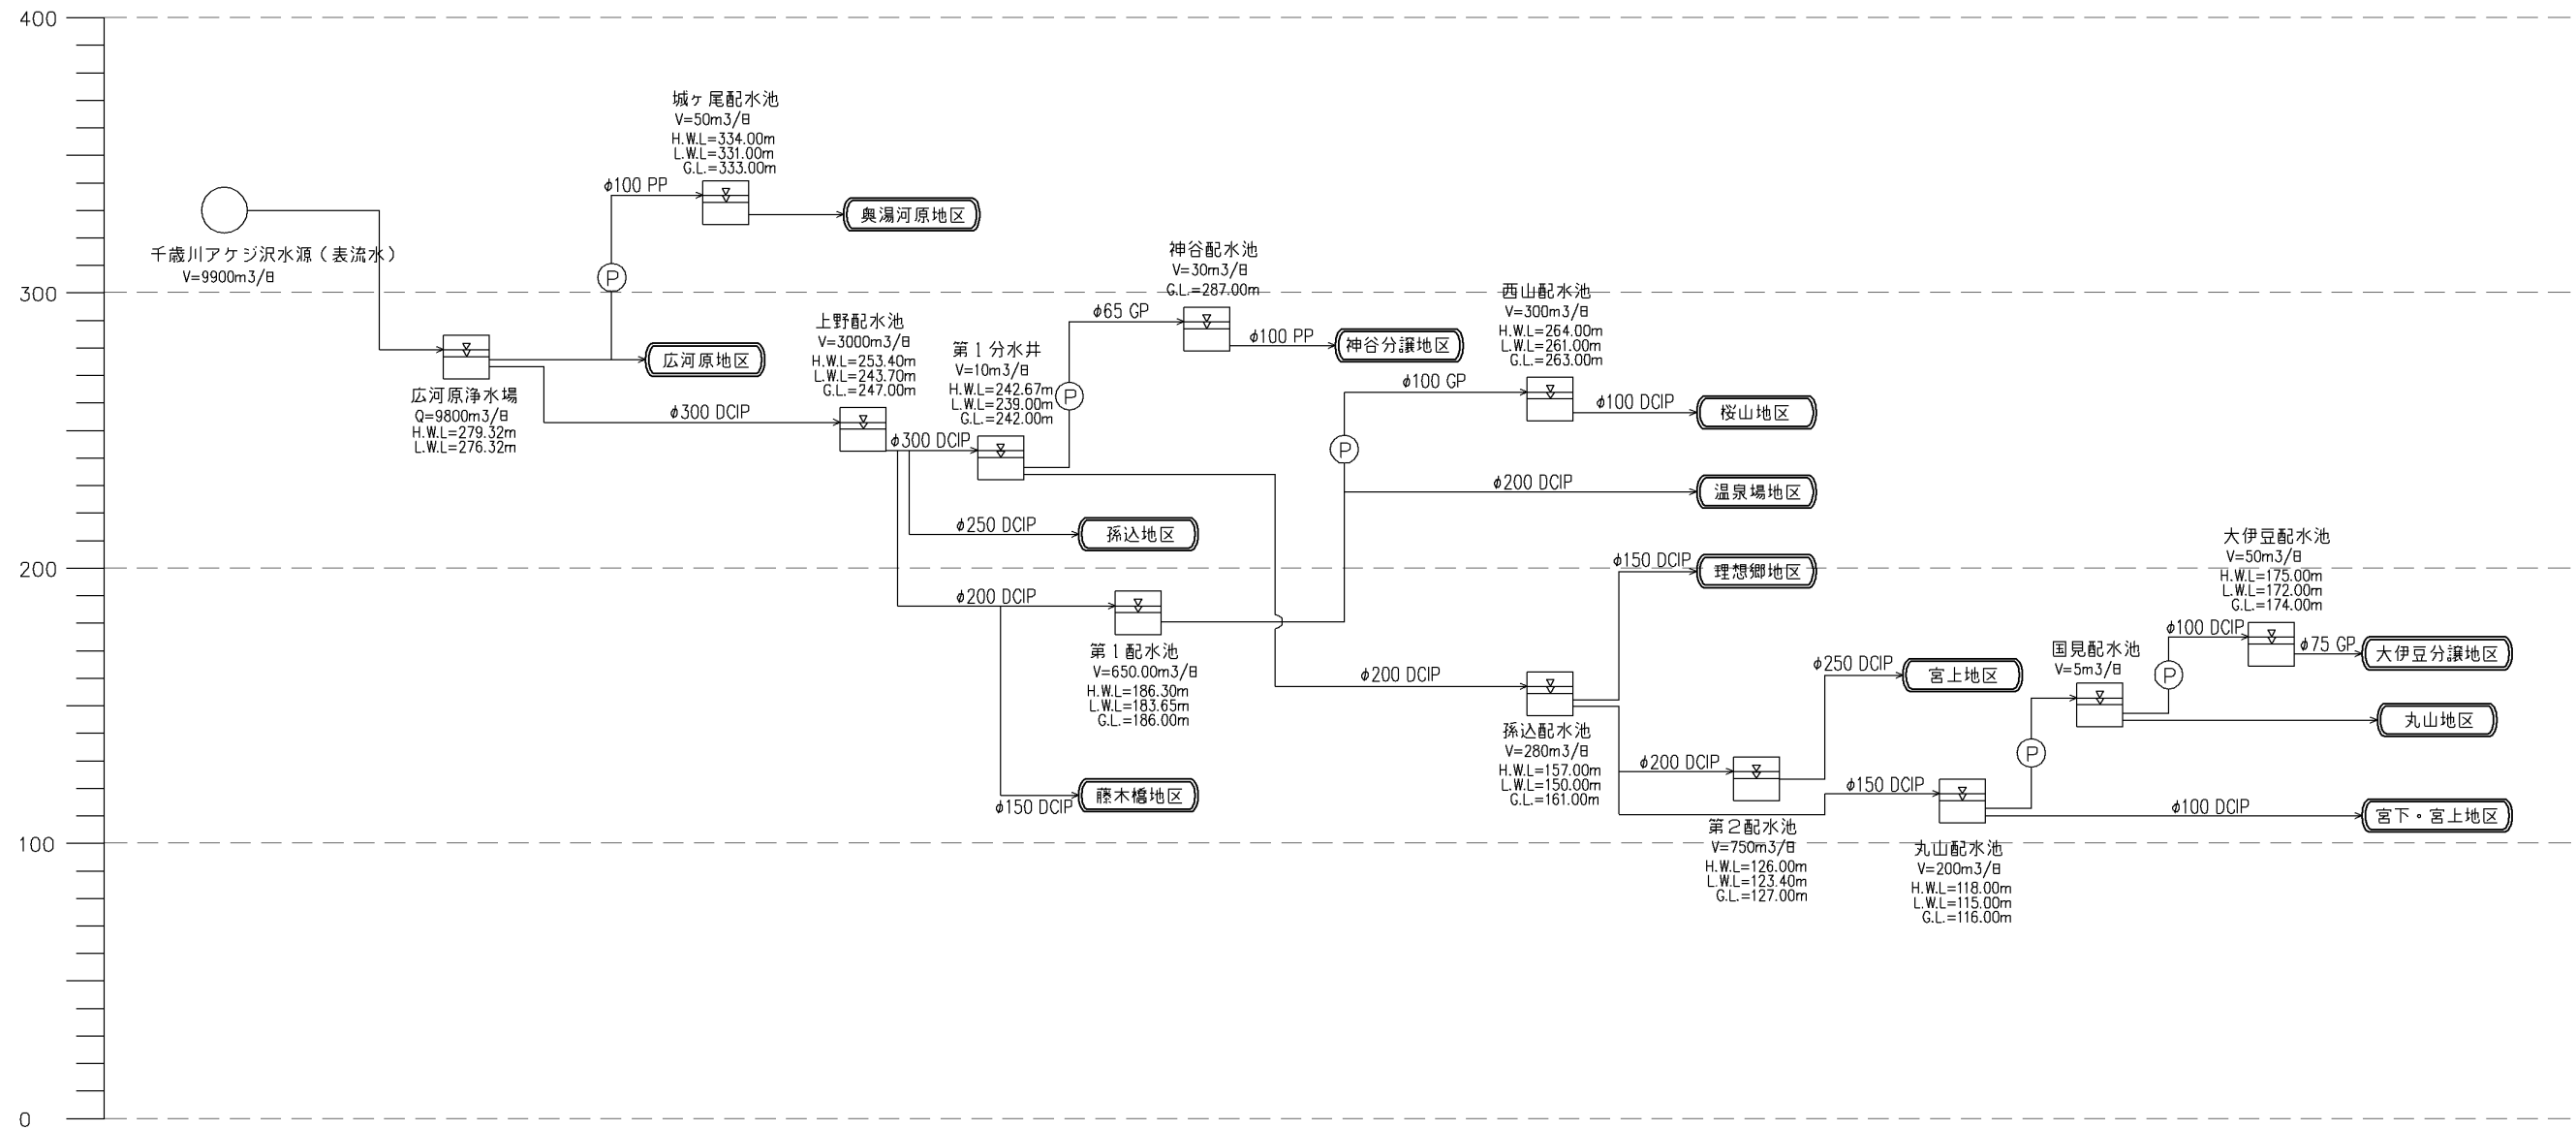 400
300
200
100
0
千歳川アケジ沢水源（表流水）
V=9900m3/日
広河原浄水場
Q=9800m3/日
H.W.L=279.32m
L.W.L=276.32m
φ100 PP
城ヶ尾配水池
V=50m3/日
H.W.L=334.00m
L.W.L=331.00m
G.L.=333.00m
奥湯河原地区
P
広河原地区
φ300 DCIP
上野配水池
V=3000m3/日
H.W.L=253.40m
L.W.L=243.70m
G.L.=247.00m
φ300 DCIP
第1分水井
V=10m3/日
H.W.L=242.67m
L.W.L=239.00m
G.L.=242.00m
P
φ65 GP
神谷配水池
V=30m3/日
G.L.=287.00m
φ100 PP
神谷分譲地区
φ250 DCIP
孫込地区
φ200 DCIP
第1配水池
V=650.00m3/日
H.W.L=186.30m
L.W.L=183.65m
G.L.=186.00m
φ150 DCIP
藤木橋地区
P
φ100 GP
西山配水池
V=300m3/日
H.W.L=264.00m
L.W.L=261.00m
G.L.=263.00m
φ100 DCIP
桜山地区
φ200 DCIP
温泉場地区
φ150 DCIP
理想郷地区
φ200 DCIP
孫込配水池
V=280m3/日
H.W.L=157.00m
L.W.L=150.00m
G.L.=161.00m
φ200 DCIP
第2配水池
V=750m3/日
H.W.L=126.00m
L.W.L=123.40m
G.L.=127.00m
φ250 DCIP
宮上地区
φ150 DCIP
丸山配水池
V=200m3/日
H.W.L=118.00m
L.W.L=115.00m
G.L.=116.00m
P
国見配水池
V=5m3/日
P
φ100 DCIP
大伊豆配水池
V=50m3/日
H.W.L=175.00m
L.W.L=172.00m
G.L.=174.00m
φ75 GP
大伊豆分譲地区
丸山地区
φ100 DCIP
宮下・宮上地区